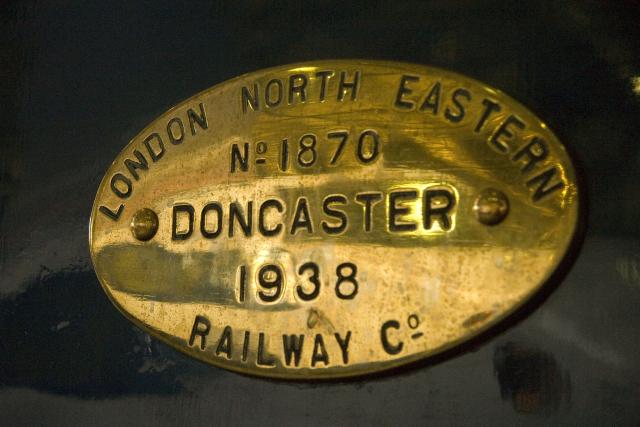 LONDON NORTH EASTERN
Nº 1870
DONCASTER
1938
RAILWAY Cº